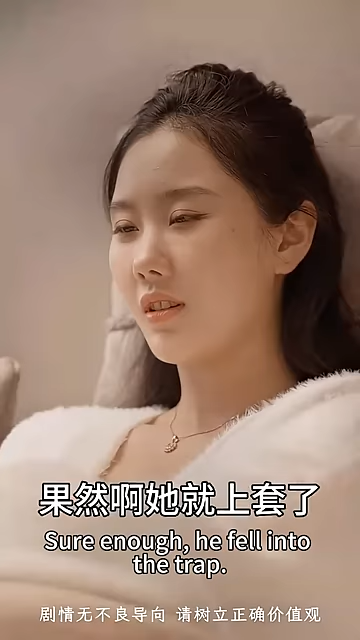 果然啊她就上套了
Sure enough, he fell into
the trap.
剧情无不良导向 请树立正确价值观